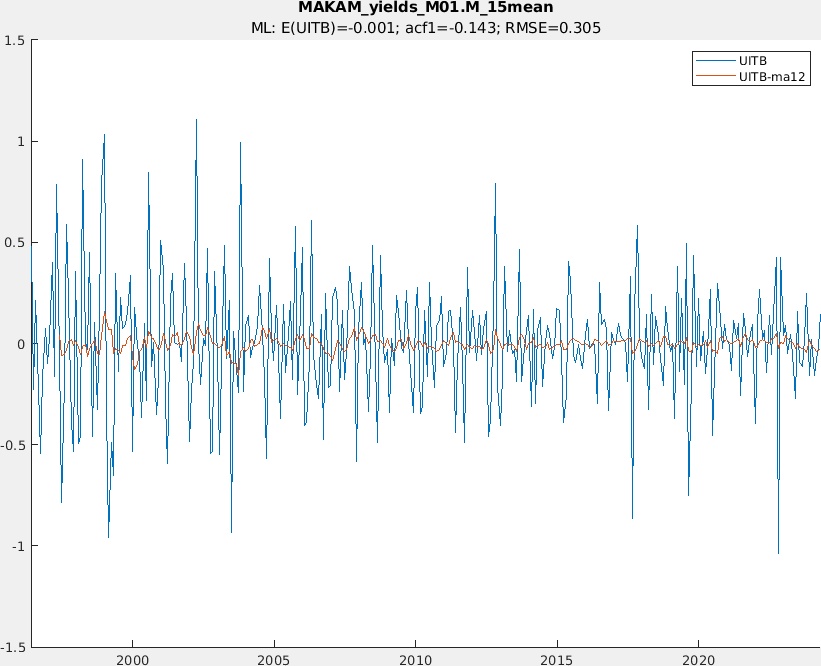 MAKAM_yields_M01.M_15mean
ML: E(UITB)=-0.001; acf1=-0.143; RMSE=0.305
1.5
UITB
UITB-ma12
1
0.5
0
-0.5
-1
-1.5
2000 2005 2010 2015 2020